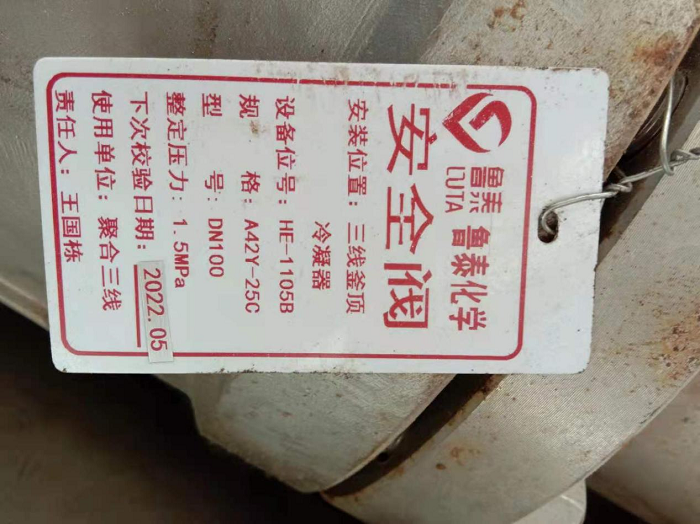 鲁泰 鲁泰化学
LUTA
安全阀
安装位置：三线釜顶
冷凝器
设备位号：HE-1105B
规　　格：A42Y-25C
型　　号：DN100
整定压力：1.5MPa
下次校验日期：2022.05
使用单位：聚合三线
责任人：王国栋